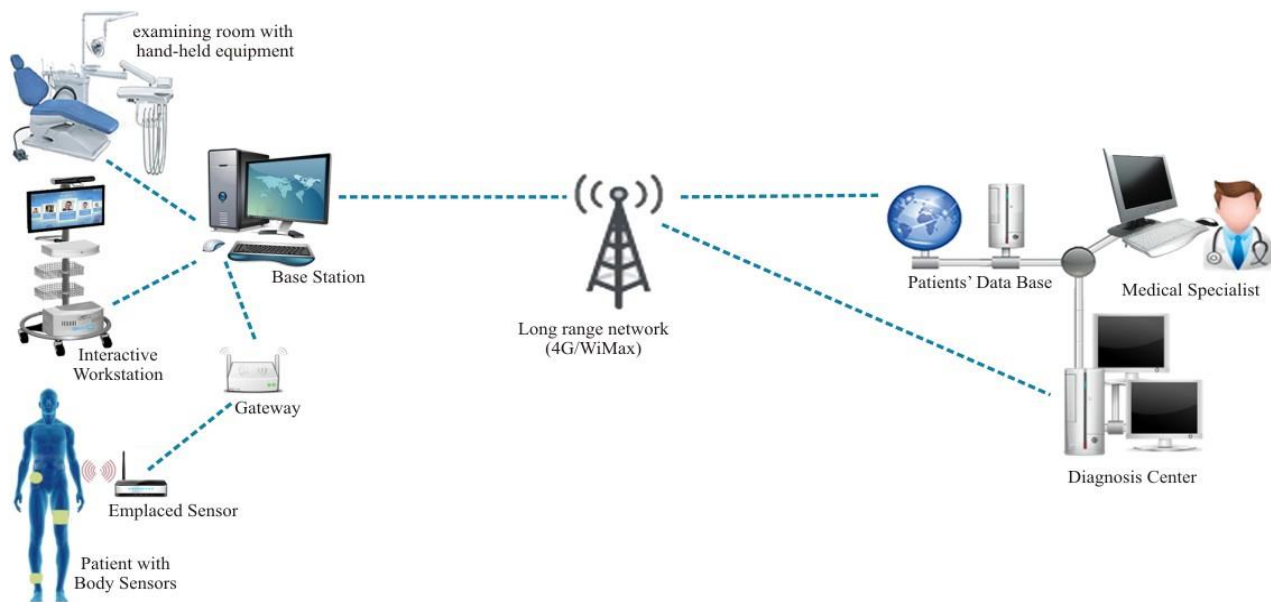 examining room with
hand-held equipment
Base Station
Interactive
Workstation
Gateway
Emplaced Sensor
Patient with
Body Sensors
Long range network
(4G/WiMax)
Patients' Data Base
Medical Specialist
Diagnosis Center